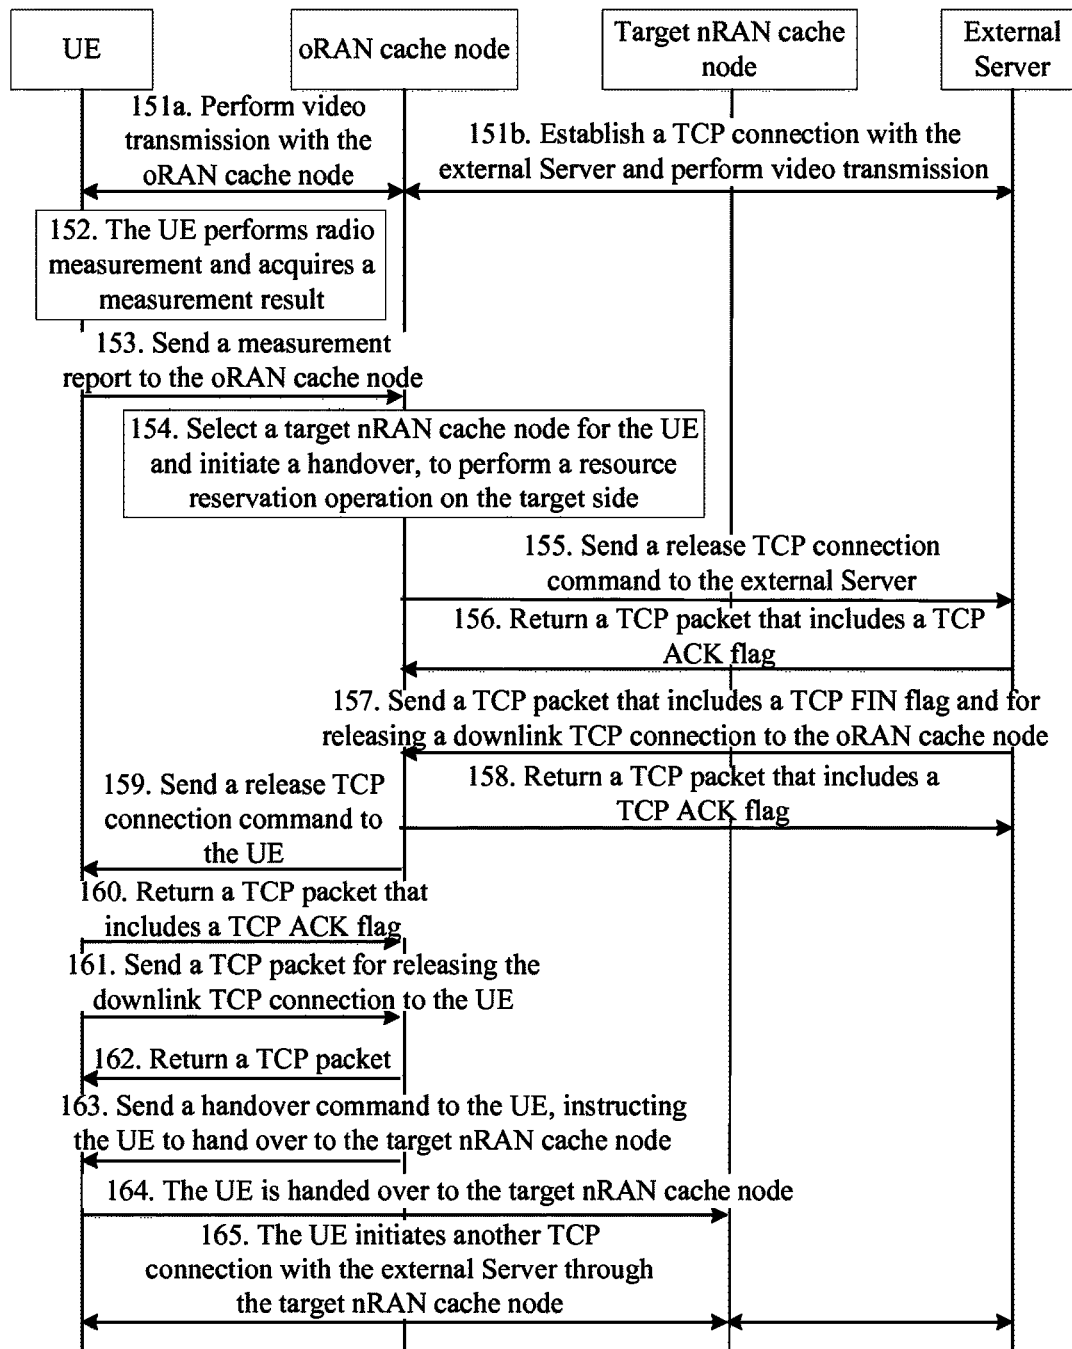 UE
oRAN cache node
Target nRAN cache
node
External
Server
151a. Perform video
transmission with the
oRAN cache node
151b. Establish a TCP connection with the
external Server and perform video transmission
152. The UE performs radio
measurement and acquires a
measurement result
153. Send a measurement
report to the oRAN cache node
154. Select a target nRAN cache node for the UE
and initiate a handover, to perform a resource
reservation operation on the target side
155. Send a release TCP connection
command to the external Server
156. Return a TCP packet that includes a TCP
ACK flag
157. Send a TCP packet that includes a TCP FIN flag and for
releasing a downlink TCP connection to the oRAN cache node
158. Return a TCP packet that includes a
TCP ACK flag
159. Send a release TCP
connection command to
the UE
160. Return a TCP packet that
includes a TCP ACK flag
161. Send a TCP packet for releasing the
downlink TCP connection to the UE
162. Return a TCP packet
163. Send a handover command to the UE, instructing
the UE to hand over to the target nRAN cache node
164. The UE is handed over to the target nRAN cache node
165. The UE initiates another TCP
connection with the external Server through
the target nRAN cache node